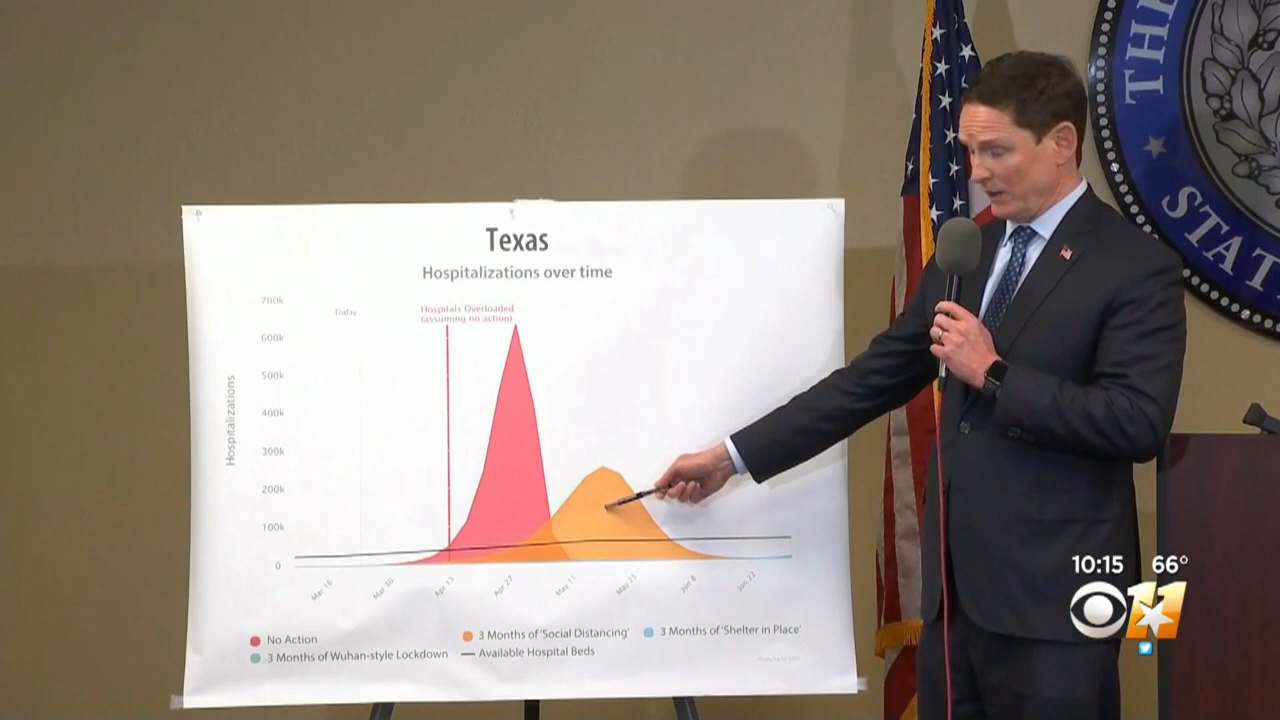 THE
STAT
Texas
Hospitalizations over time
700k
600k
500k
400k
300k
200k
100k
0
Hospitalizations
Today
Hospitals Overloaded
(assuming no action)
Mar 16
Mar 30
Apr 13
Apr 27
May 11
May 25
Jun 8
Jun 22
No Action
3 Months of 'Social Distancing'
3 Months of 'Shelter in Place'
3 Months of Wuhan-style Lockdown
Available Hospital Beds
Highcharts.com
10:15 66°
11